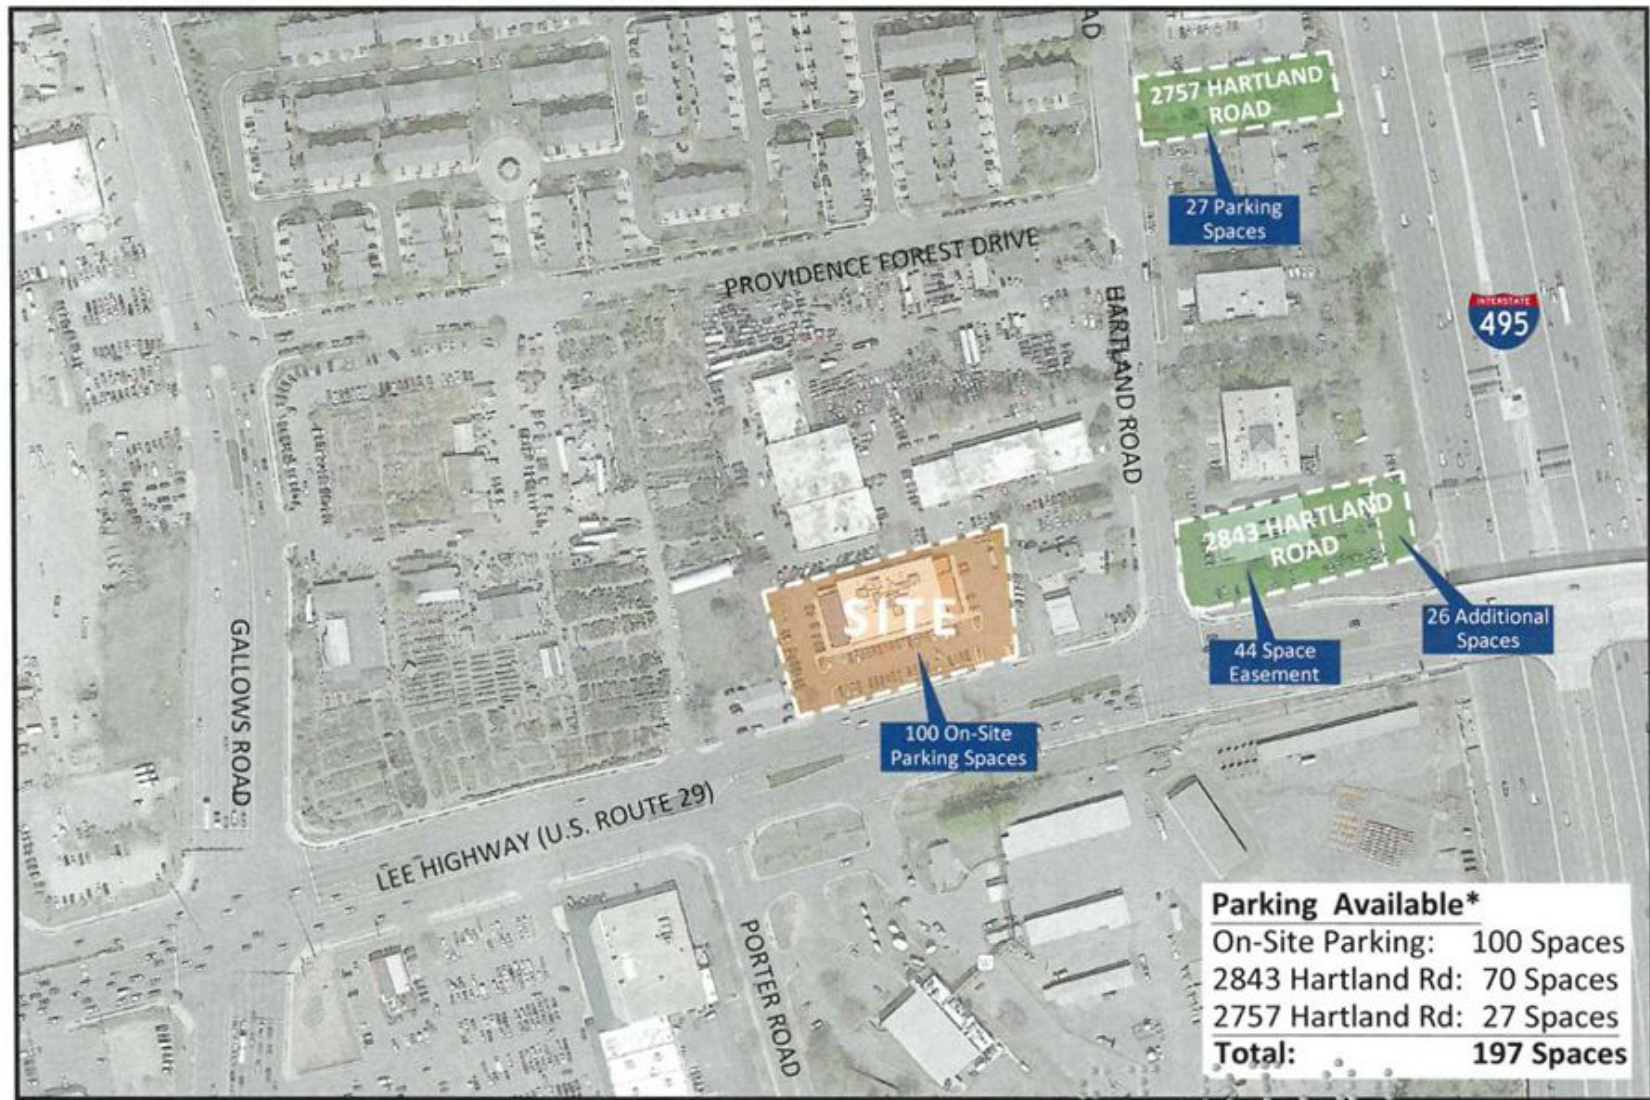 AD
2757 HARTLAND
ROAD
27 Parking
Spaces
PROVIDENCE FOREST DRIVE
HARTLAND ROAD
INTERSTATE
495
2843 HARTLAND
ROAD
SITE
26 Additional
Spaces
44 Space
Easement
100 On-Site
Parking Spaces
GALLOWS ROAD
LEE HIGHWAY (U.S. ROUTE 29)
PORTER ROAD
Parking Available*
On-Site Parking: 100 Spaces
2843 Hartland Rd: 70 Spaces
2757 Hartland Rd: 27 Spaces
Total: 197 Spaces